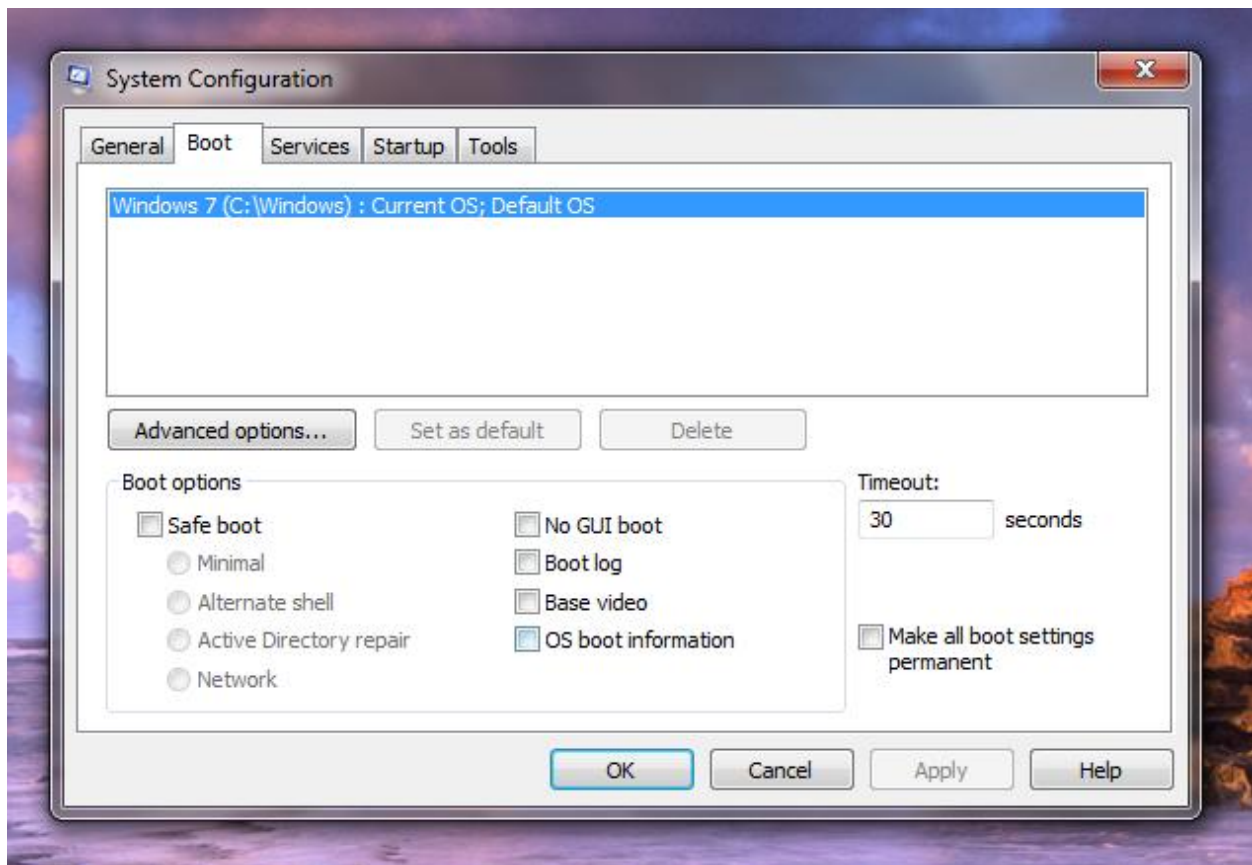 System Configuration
General Boot Services Startup Tools
Windows 7 (C:\Windows) : Current OS; Default OS
Advanced options... Set as default Delete
Boot options
Timeout:
Safe boot No GUI boot 30 seconds
Minimal Boot log
Alternate shell Base video
Active Directory repair OS boot information Make all boot settings
permanent
Network
OK Cancel Apply Help